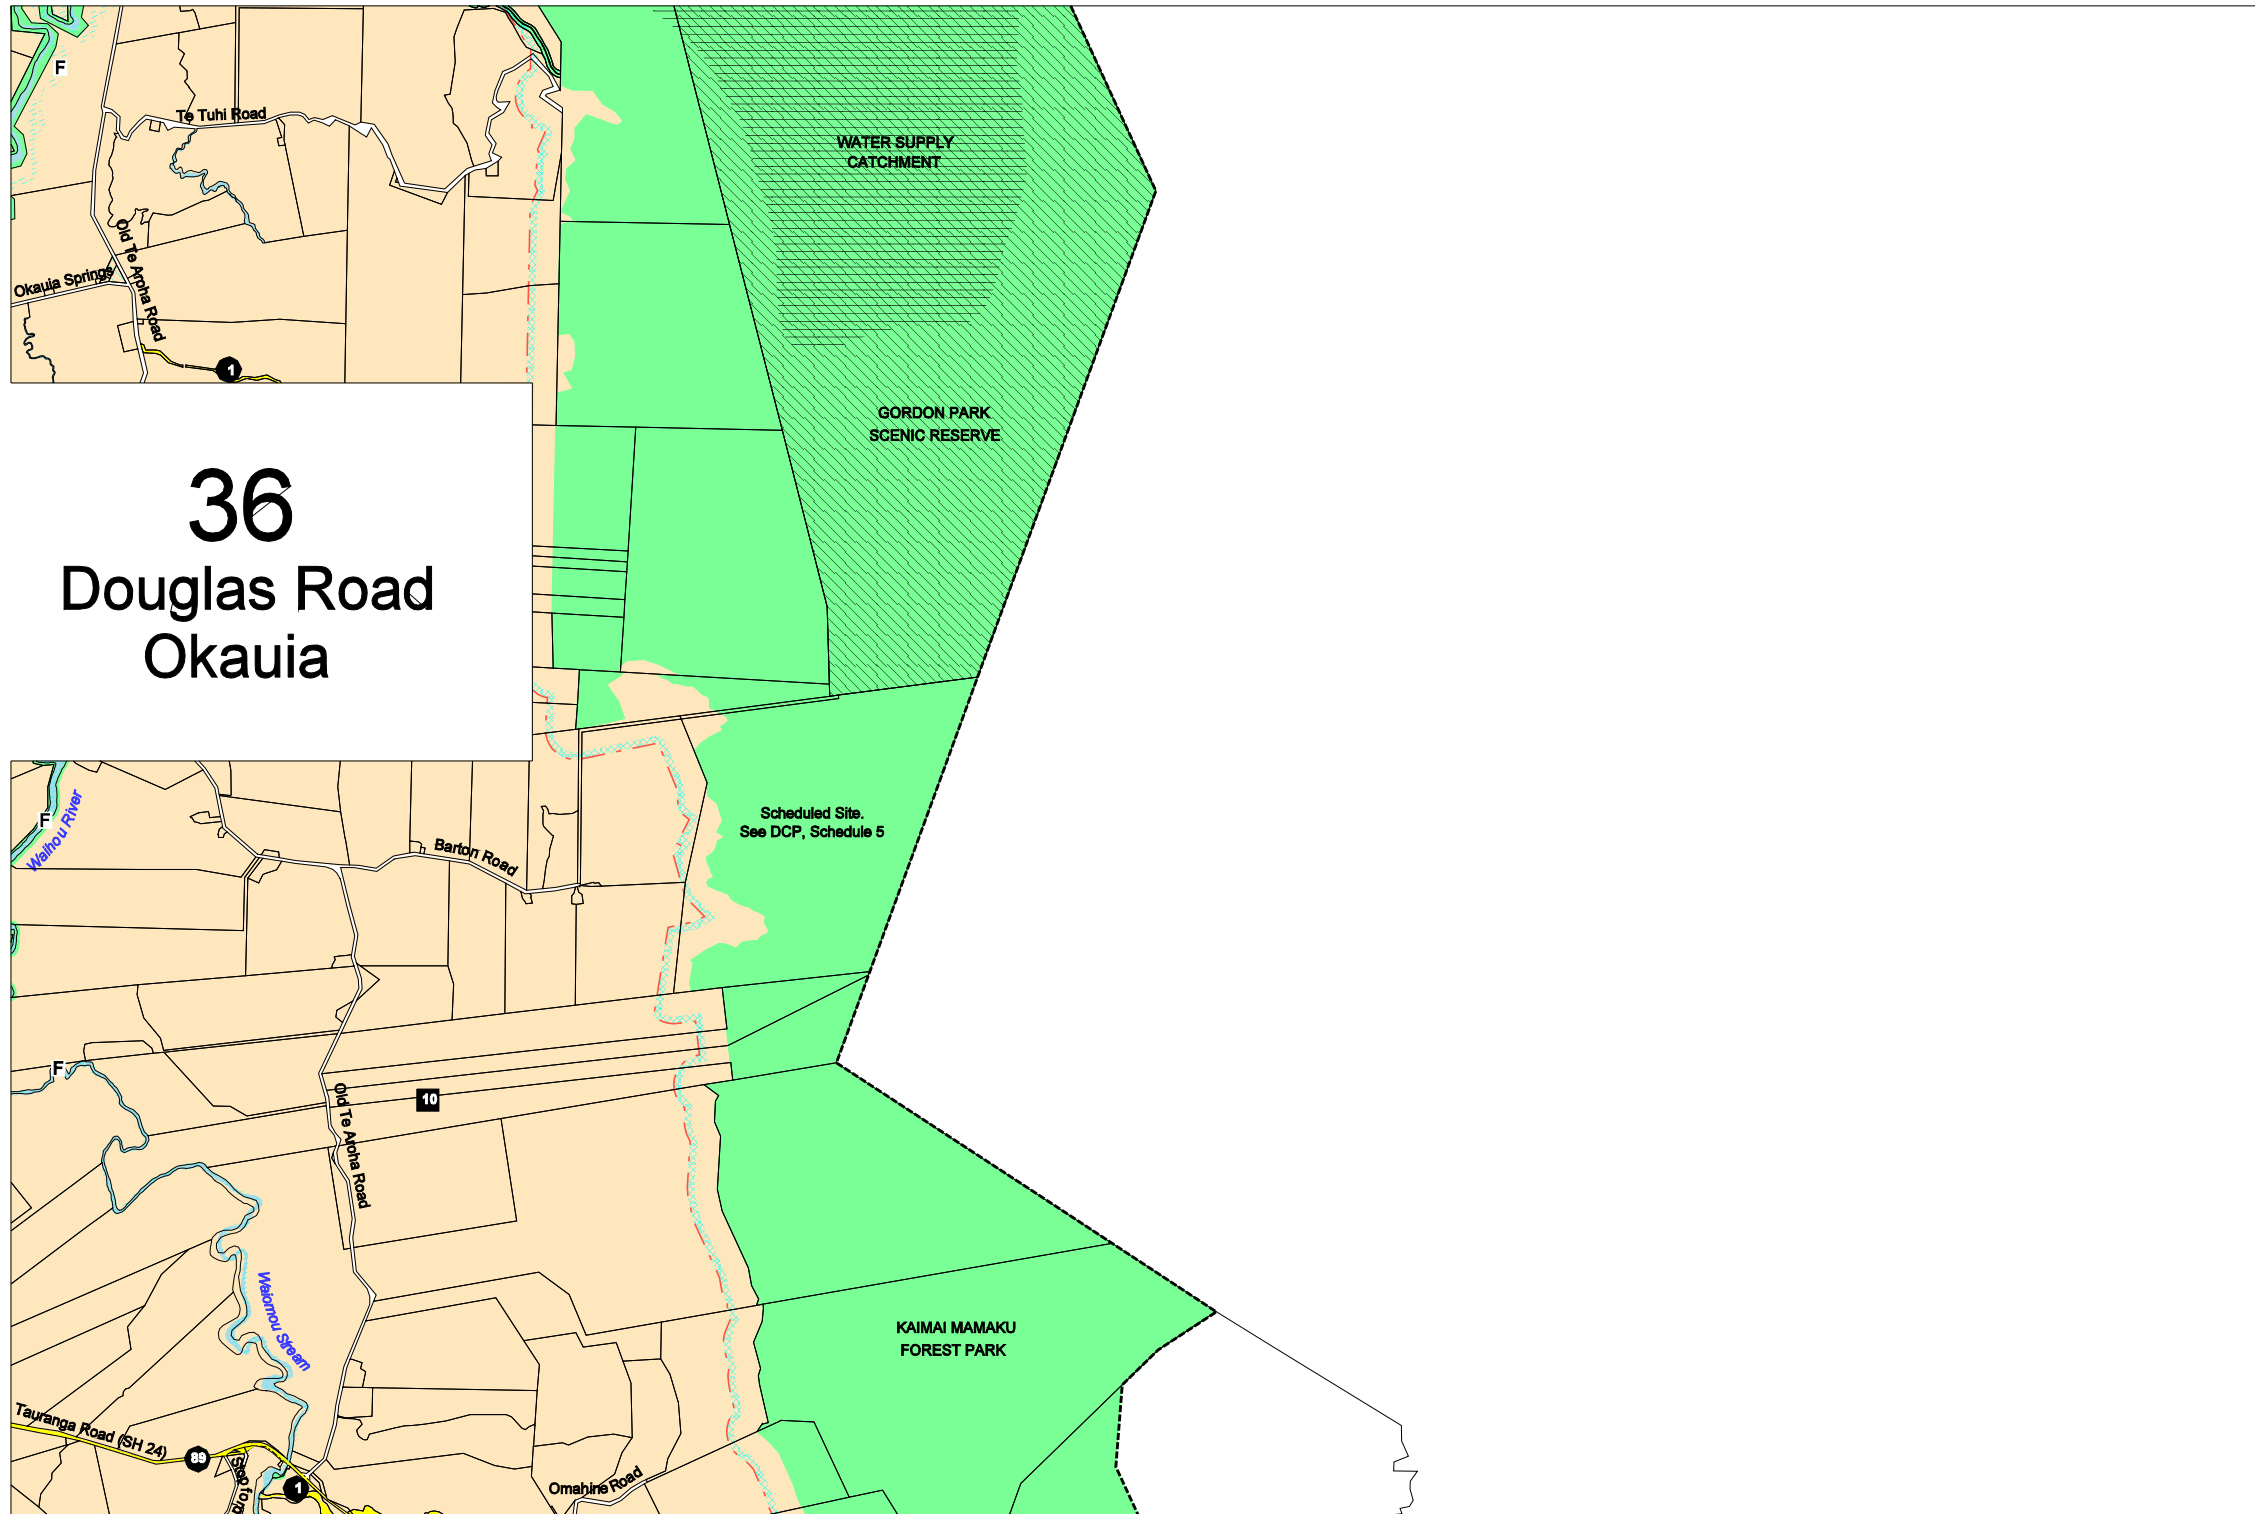 F
Te Tuhi Road
WATER SUPPLY
CATCHMENT
Old Te Aroha Road
Okauia Springs
1
GORDON PARK
SCENIC RESERVE
36
Douglas Road
Okauia
F
Waihou River
Scheduled Site.
See DCP, Schedule 5
Barton Road
F
10
Old Te Aroha Road
Waiomou Stream
KAIMAI MAMAKU
FOREST PARK
Tauranga Road (SH 24)
89
Stopford
1
Omahine Road